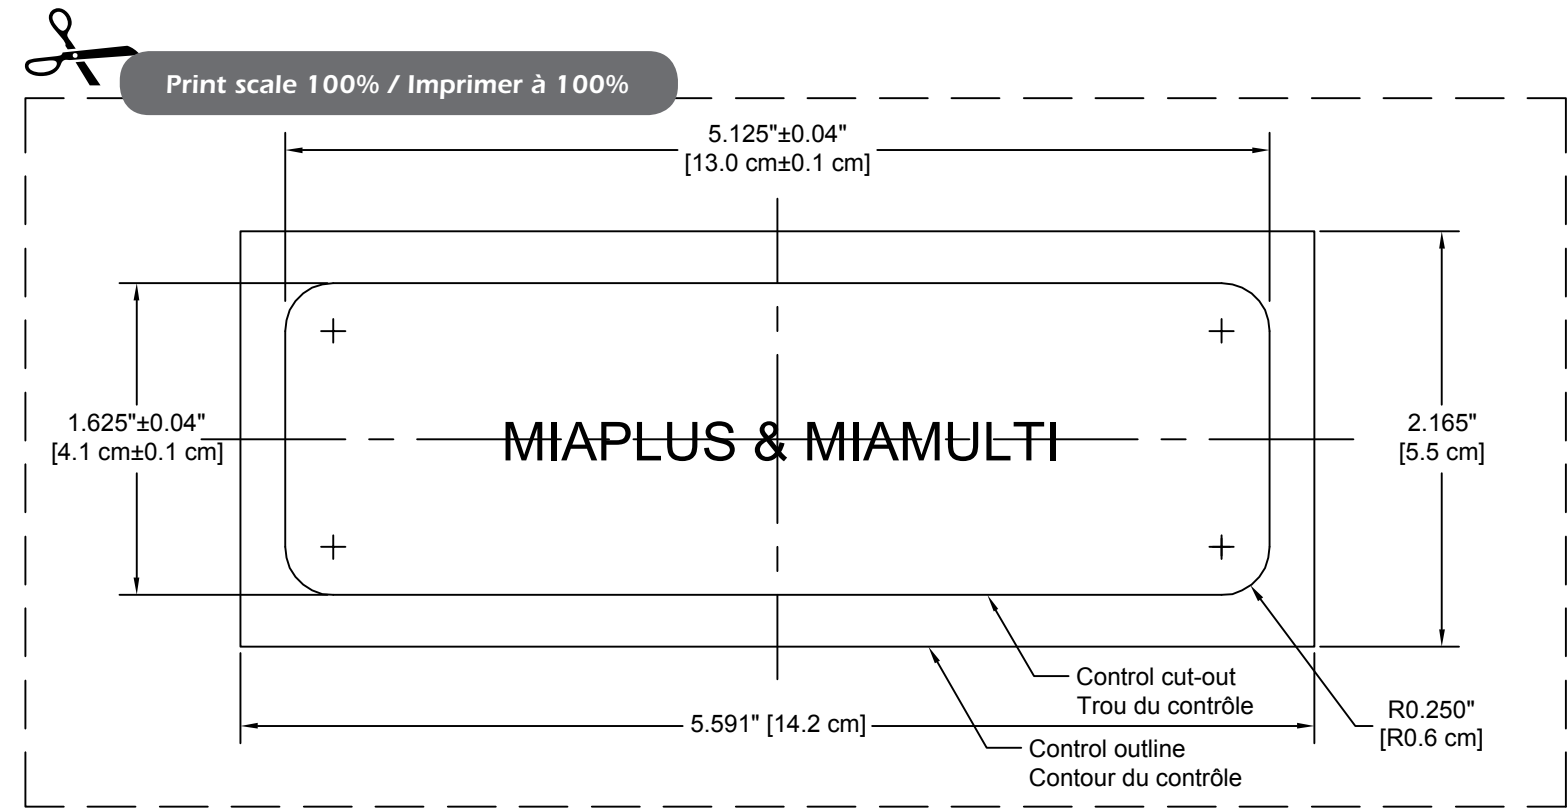 Print scale 100% / Imprimer à 100%
5.125"±0.04"
[13.0 cm±0.1 cm]
1.625"±0.04"
[4.1 cm±0.1 cm]
MIAPLUS & MIAMULTI
2.165"
[5.5 cm]
Control cut-out
Trou du contrôle
5.591" [14.2 cm]
R0.250"
[R0.6 cm]
Control outline
Contour du contrôle